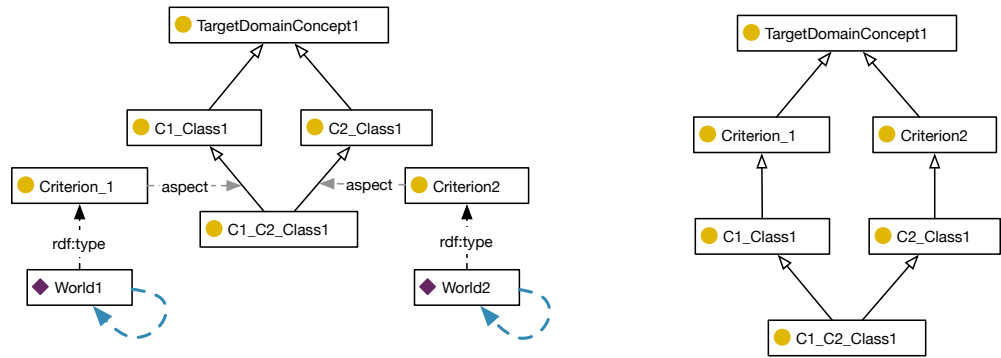 TargetDomainConcept1
C1_Class1
C2_Class1
Criterion_1
aspect
aspect
Criterion2
C1_C2_Class1
rdf:type
rdf:type
World1
World2
TargetDomainConcept1
Criterion_1
Criterion2
C1_Class1
C2_Class1
C1_C2_Class1